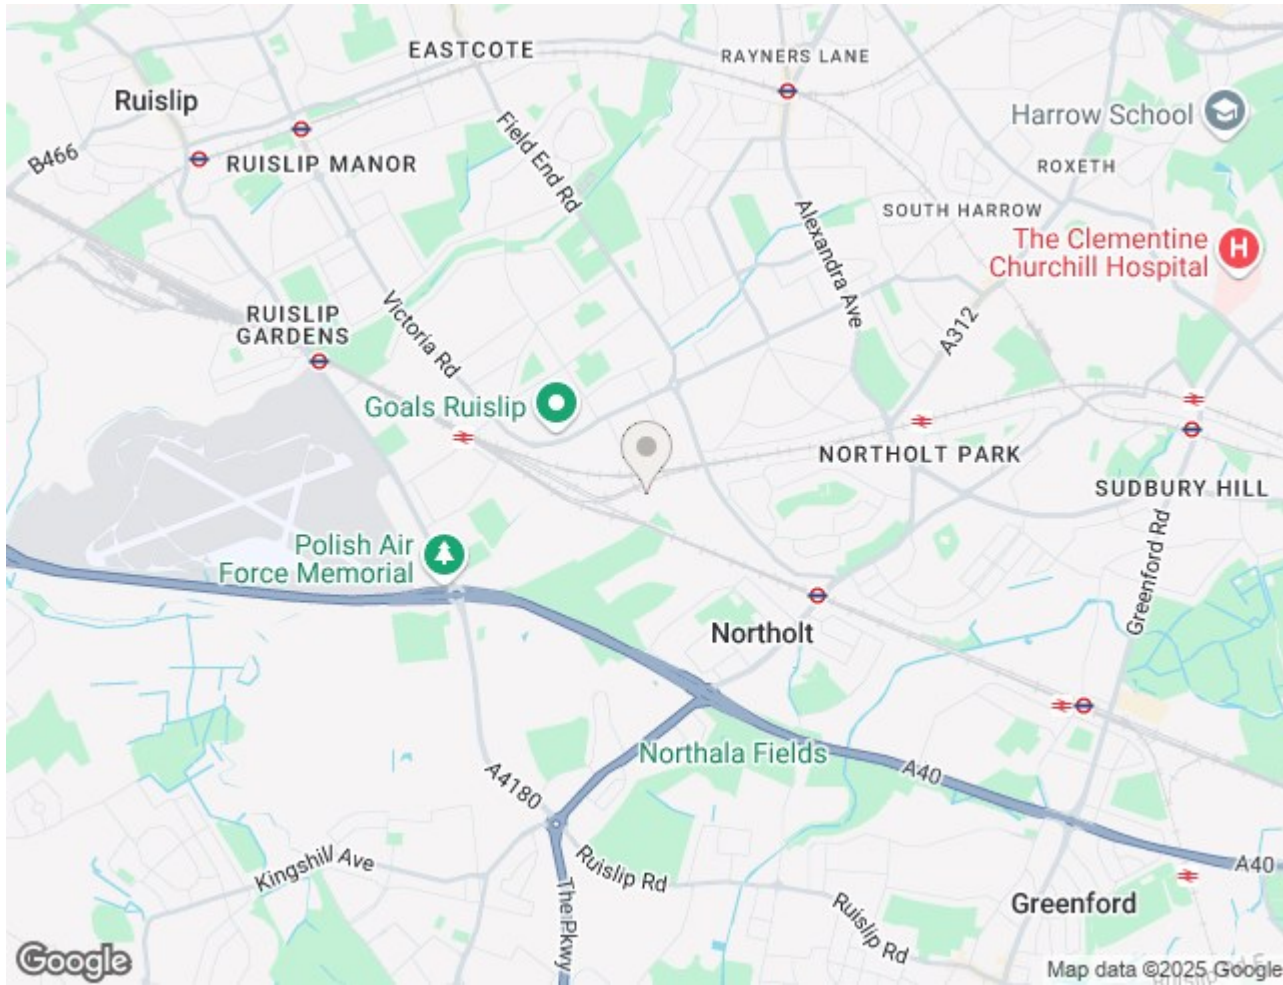 EASTCOTE
RAYNERS LANE
Ruislip
Harrow School
B466
RUISLIP MANOR
Field End Rd
ROXETH
SOUTH HARROW
Alexandra Ave
The Clementine
Churchill Hospital
H
RUISLIP
GARDENS
Victoria Rd
A312
Goals Ruislip
NORTHOLT PARK
SUDBURY HILL
Polish Air
Force Memorial
Greenford Rd
Northolt
Northala Fields
A40
A4180
Kingshill Ave
Ruislip Rd
A40
The Pkwy
Ruislip Rd
Greenford
Google
Map data ©2025 Google
Ruislip Rd E